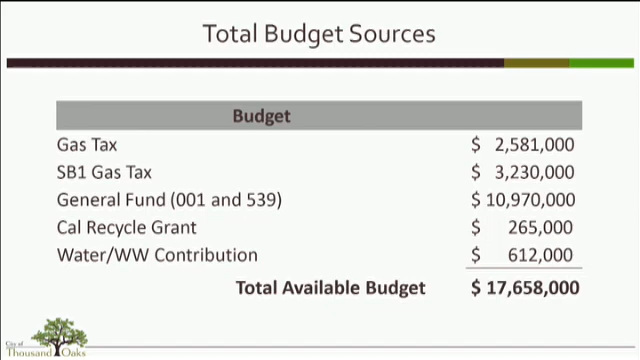 Total Budget Sources
Budget
Gas Tax $ 2,581,000
SB1 Gas Tax $ 3,230,000
General Fund (001 and 539) $ 10,970,000
Cal Recycle Grant $ 265,000
Water/WW Contribution $ 612,000
Total Available Budget $ 17,658,000
City of
Thousand Oaks